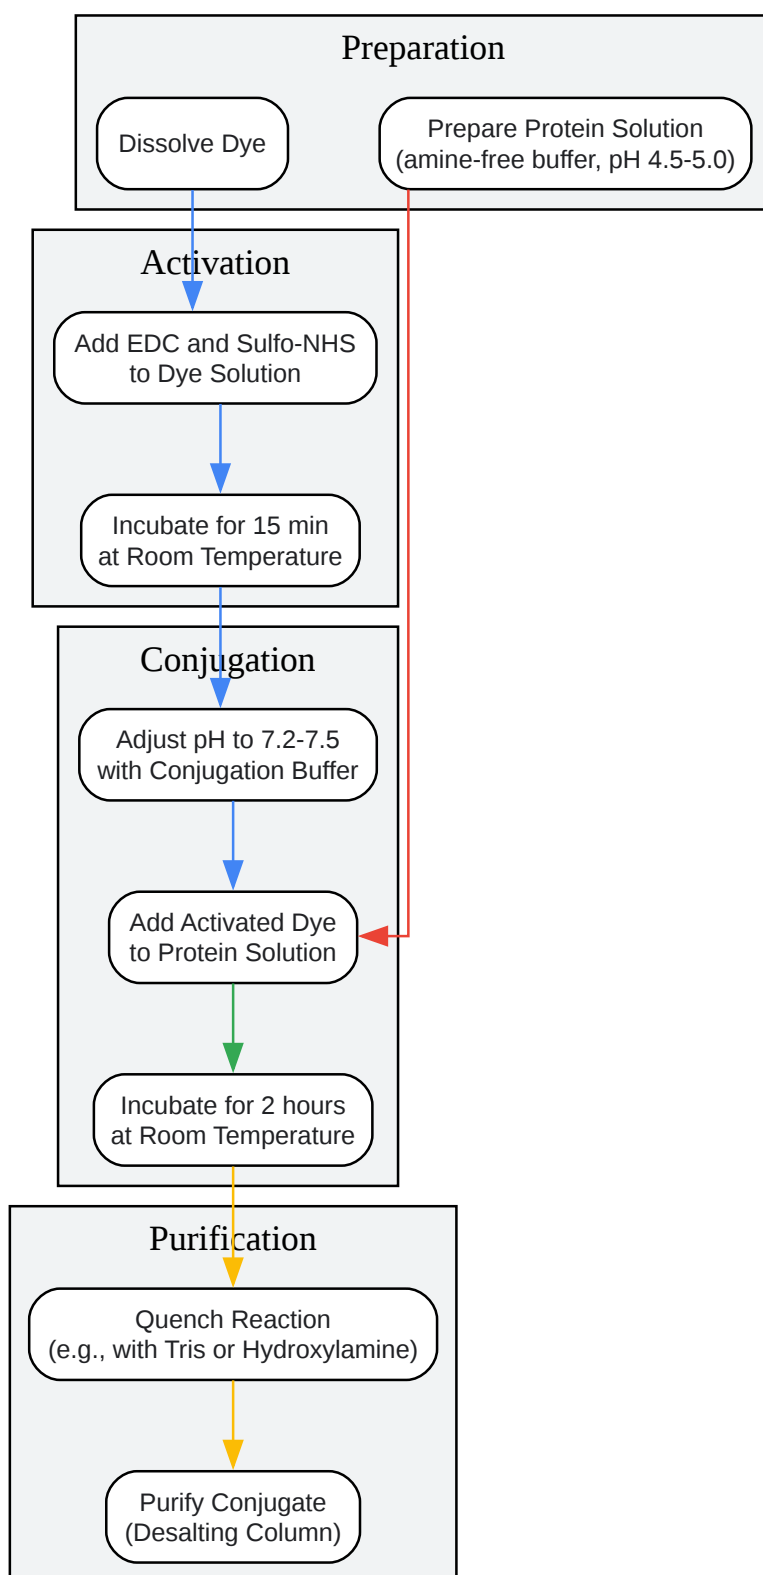 Preparation
Dissolve Dye
Prepare Protein Solution
(amine-free buffer, pH 4.5-5.0)
Activation
Add EDC and Sulfo-NHS
to Dye Solution
Incubate for 15 min
at Room Temperature
Conjugation
Adjust pH to 7.2-7.5
with Conjugation Buffer
Add Activated Dye
to Protein Solution
Incubate for 2 hours
at Room Temperature
Purification
Quench Reaction
(e.g., with Tris or Hydroxylamine)
Purify Conjugate
(Desalting Column)